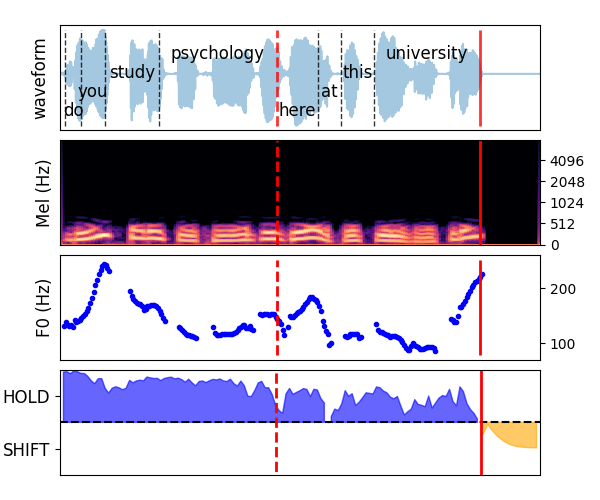 waveform
do
you
study
psychology
here
at
this
university
Mel (Hz)
4096
2048
1024
512
0
F0 (Hz)
200
100
HOLD
SHIFT